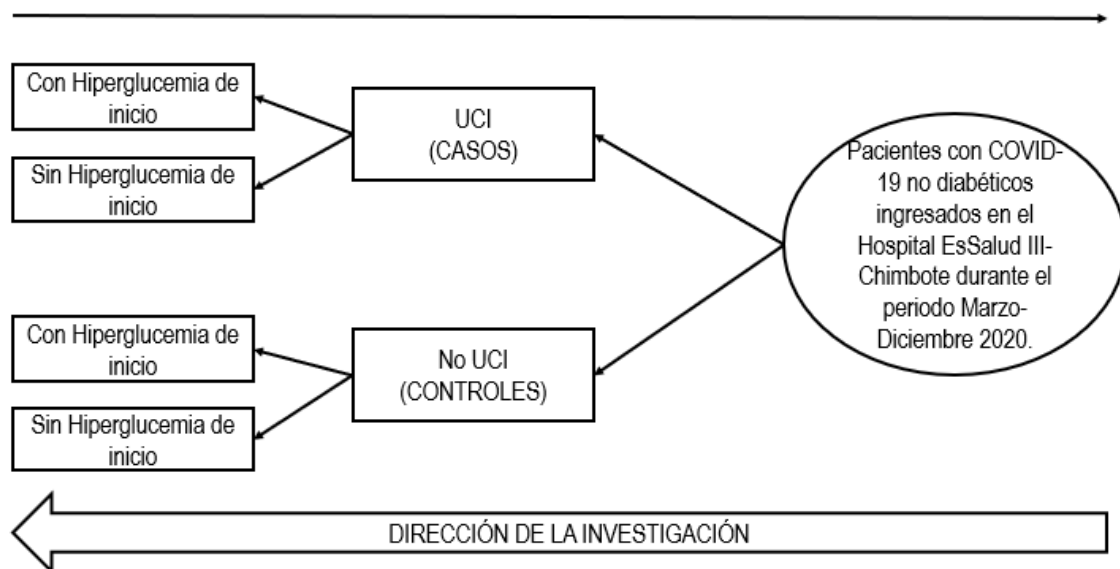 Con Hiperglucemia de
inicio
Sin Hiperglucemia de
inicio
UCI
(CASOS)
Con Hiperglucemia de
inicio
Sin Hiperglucemia de
inicio
No UCI
(CONTROLES)
Pacientes con COVID-
19 no diabéticos
ingresados en el
Hospital EsSalud III-
Chimbote durante el
periodo Marzo-
Diciembre 2020.
DIRECCIÓN DE LA INVESTIGACIÓN